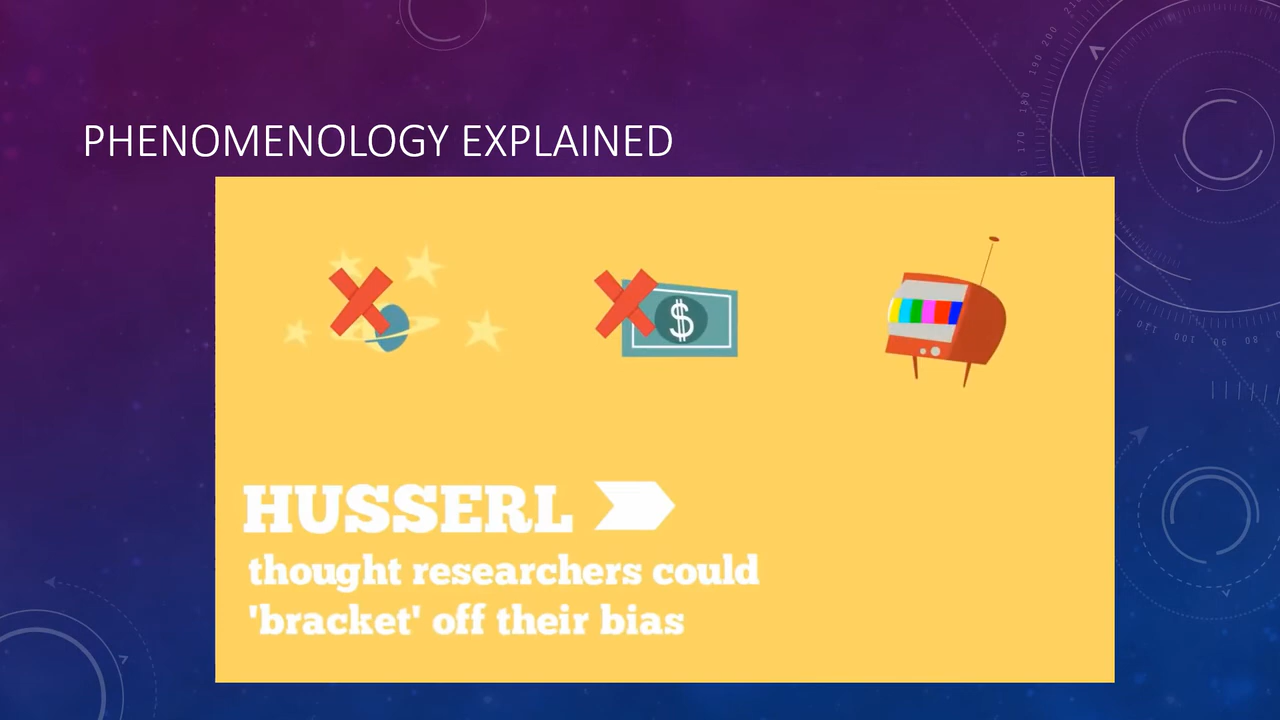 PHENOMENOLOGY EXPLAINED
$
HUSSERL
thought researchers could
'bracket' off their bias